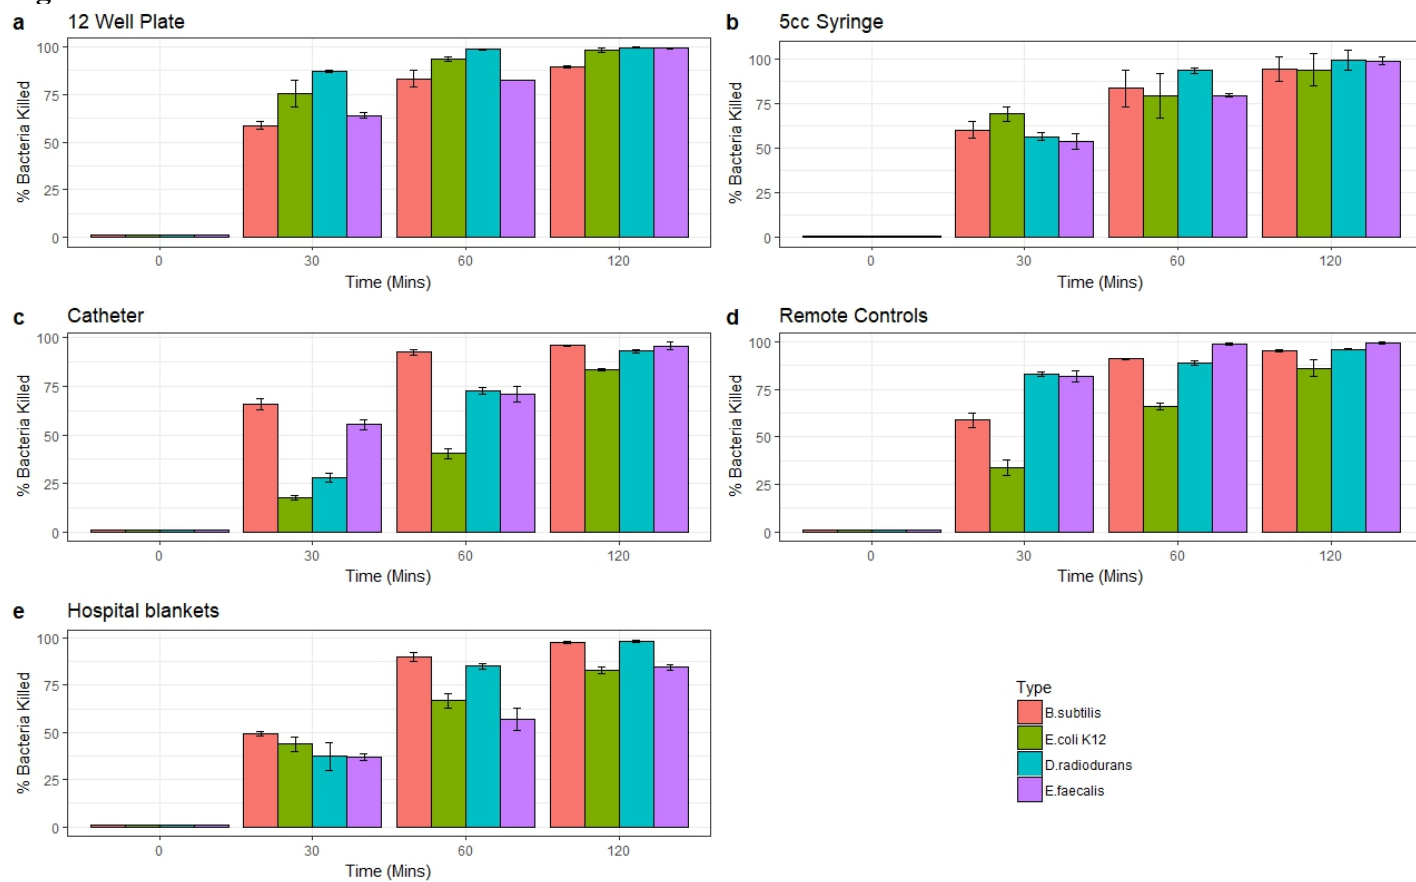 a 12 Well Plate
% Bacteria Killed
100
75
50
25
0
0 30 60 120
Time (Mins)
b 5cc Syringe
% Bacteria Killed
100
75
50
25
0
0 30 60 120
Time (Mins)
c Catheter
% Bacteria Killed
100
75
50
25
0
0 30 60 120
Time (Mins)
d Remote Controls
% Bacteria Killed
100
75
50
25
0
0 30 60 120
Time (Mins)
e Hospital blankets
% Bacteria Killed
100
75
50
25
0
0 30 60 120
Time (Mins)
Type
B.subtilis
E.coli K12
D.radiodurans
E.faecalis